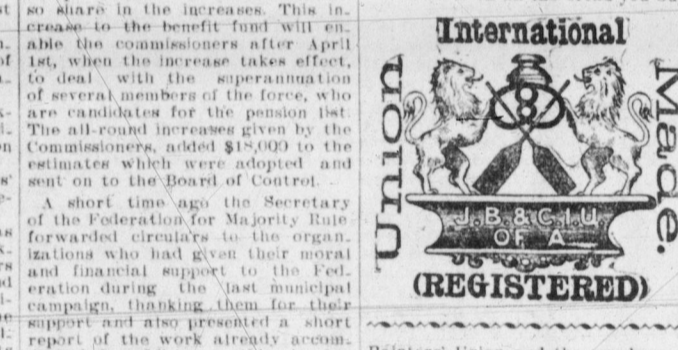 so share in the increases. This in-
crease to the benefit fund will en-
able the commissioners after April
1st, when the increase takes effect,
to deal with the superannuation
of several members of the force, who
are candidates for the pension list.
The all-round increases given by the
Commissioners, added $18,000 to the
estimates which were adopted and
sent on to the Board of Control.
A short time ago the Secretary
of the Federation for Majority Rule
forwarded circulars to the organ-
izations who had given their moral
and financial support to the Fed-
eration during the last municipal
campaign, thanking them for their
support and also presented a short
report of the work already accom-
International
Union
Made.
8
J.B.&C.I.U.
OF A
(REGISTERED)